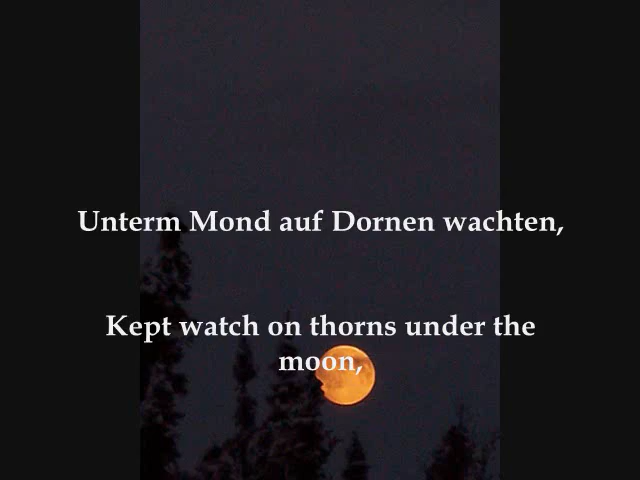 Unterm Mond auf Dornen wachten,
Kept watch on thorns under the
moon,